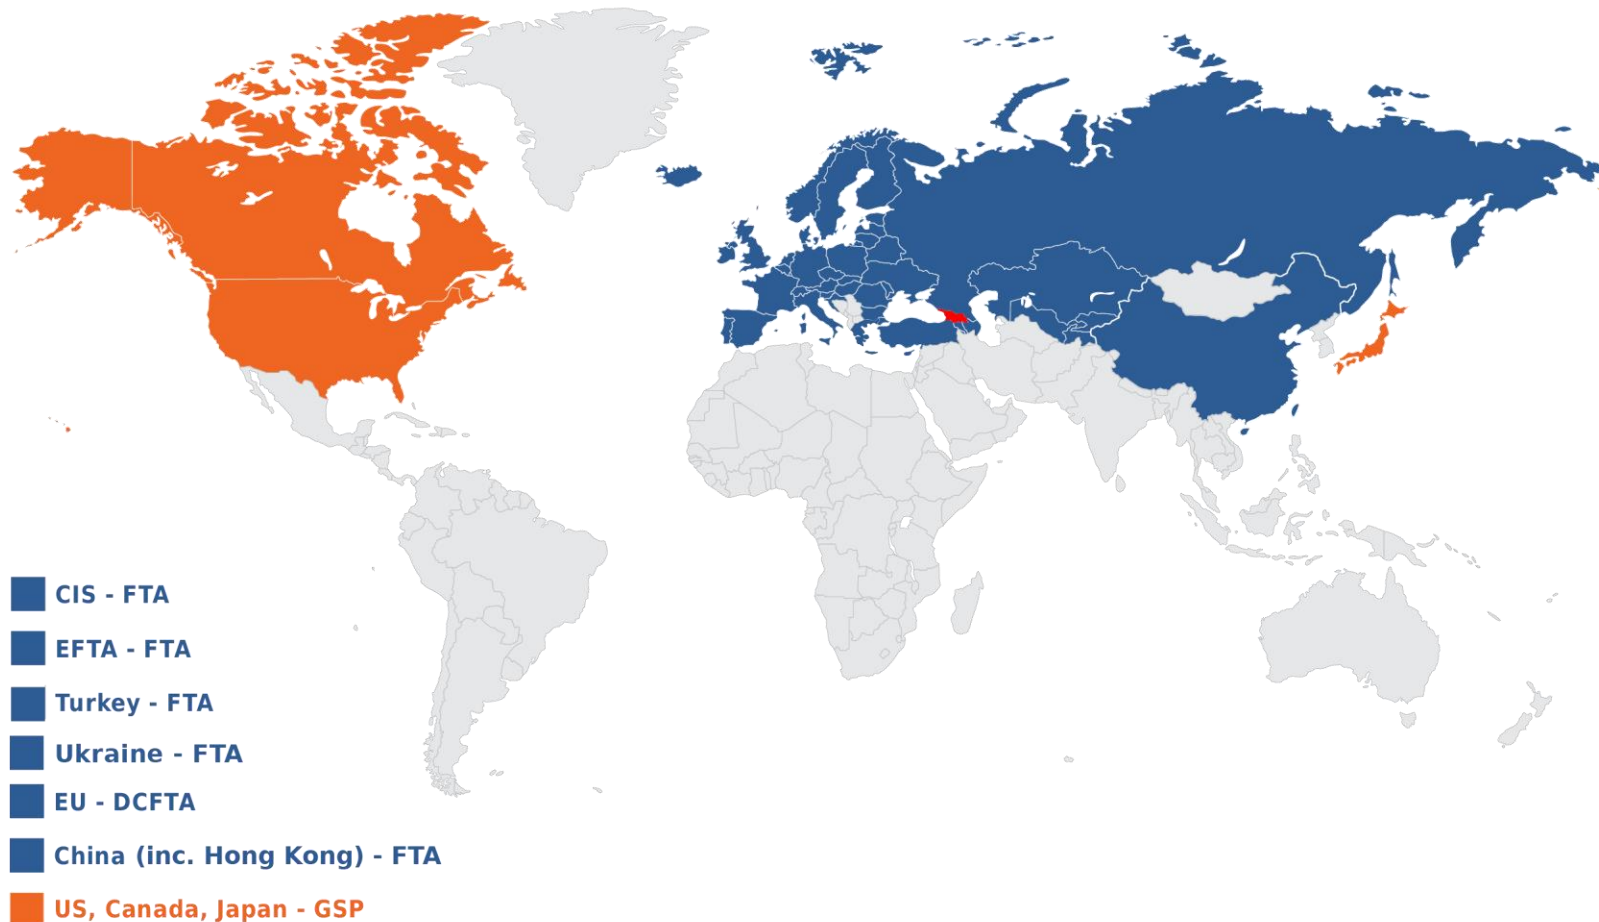 CIS - FTA
EFTA - FTA
Turkey - FTA
Ukraine - FTA
EU - DCFTA
China (inc. Hong Kong) - FTA
US, Canada, Japan - GSP